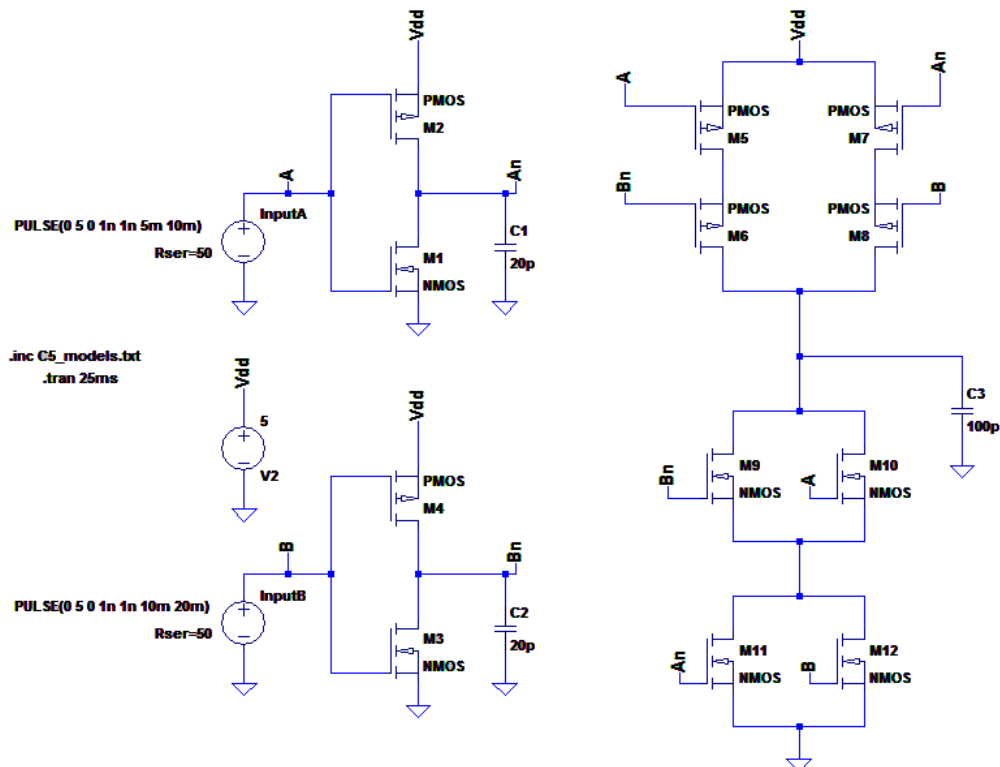 Vdd
PMOS
M2
A
InputA
PULSE(0 5 0 1n 1n 5m 10m)
Rser=50
An
C1
20p
M1
NMOS
.inc C5_models.txt
.tran 25ms
Vdd
5
V2
Vdd
PMOS
M4
B
InputB
PULSE(0 5 0 1n 1n 10m 20m)
Rser=50
Bn
C2
20p
M3
NMOS
Vdd
A
An
PMOS
M5
PMOS
M7
Bn
B
PMOS
M6
PMOS
M8
C3
100p
M9
NMOS
Bn
M10
NMOS
A
M11
NMOS
An
M12
NMOS
B